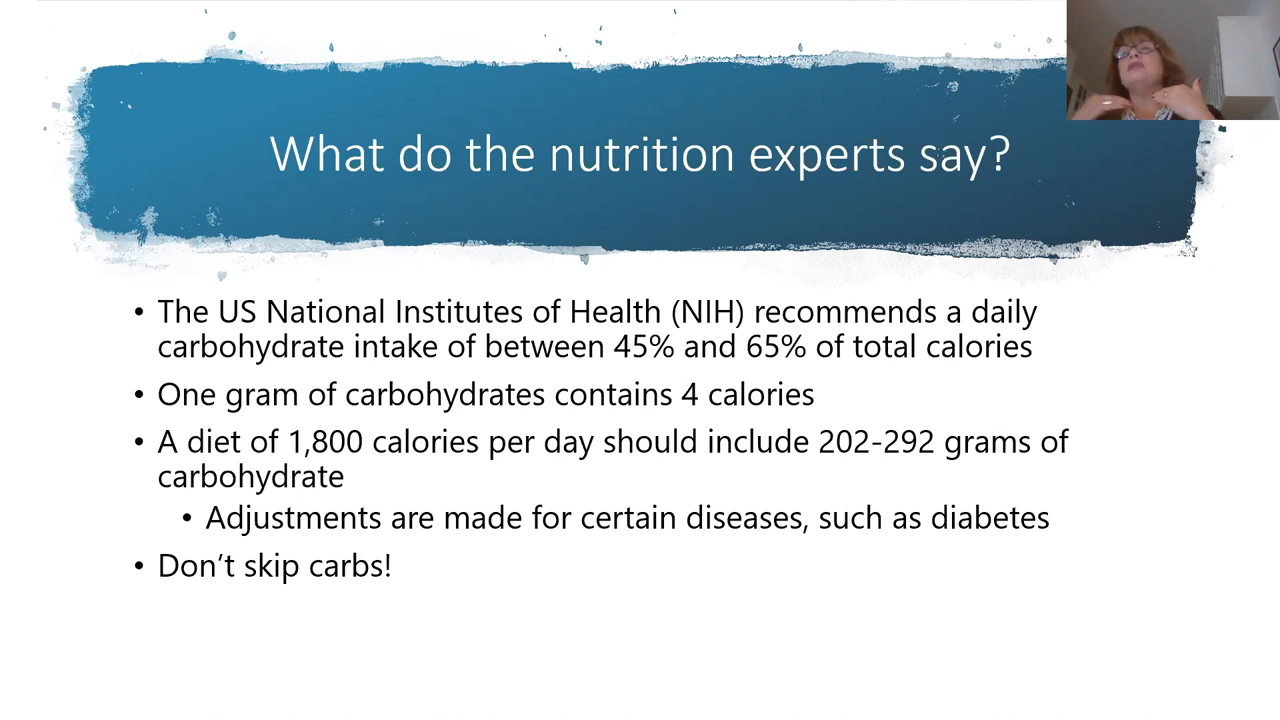 What do the nutrition experts say?
• The US National Institutes of Health (NIH) recommends a daily
carbohydrate intake of between 45% and 65% of total calories
• One gram of carbohydrates contains 4 calories
• A diet of 1,800 calories per day should include 202-292 grams of
carbohydrate
• Adjustments are made for certain diseases, such as diabetes
• Don’t skip carbs!